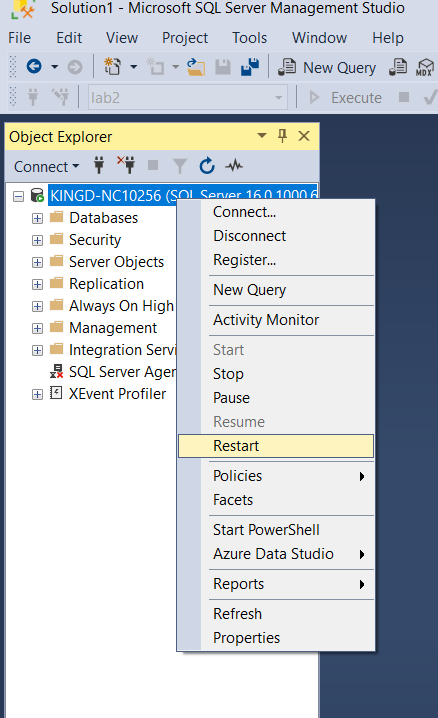 Solution1 - Microsoft SQL Server Management Studio
File Edit View Project Tools Window Help
New Query MDX
lab2 Execute
Object Explorer
Connect
KINGD-NC10256 (SQL Server 16.0.1000.6
Databases
Security
Server Objects
Replication
Always On High
Management
Integration Servi
SQL Server Agen
XEvent Profiler
Connect...
Disconnect
Register...
New Query
Activity Monitor
Start
Stop
Pause
Resume
Restart
Policies
Facets
Start PowerShell
Azure Data Studio
Reports
Refresh
Properties